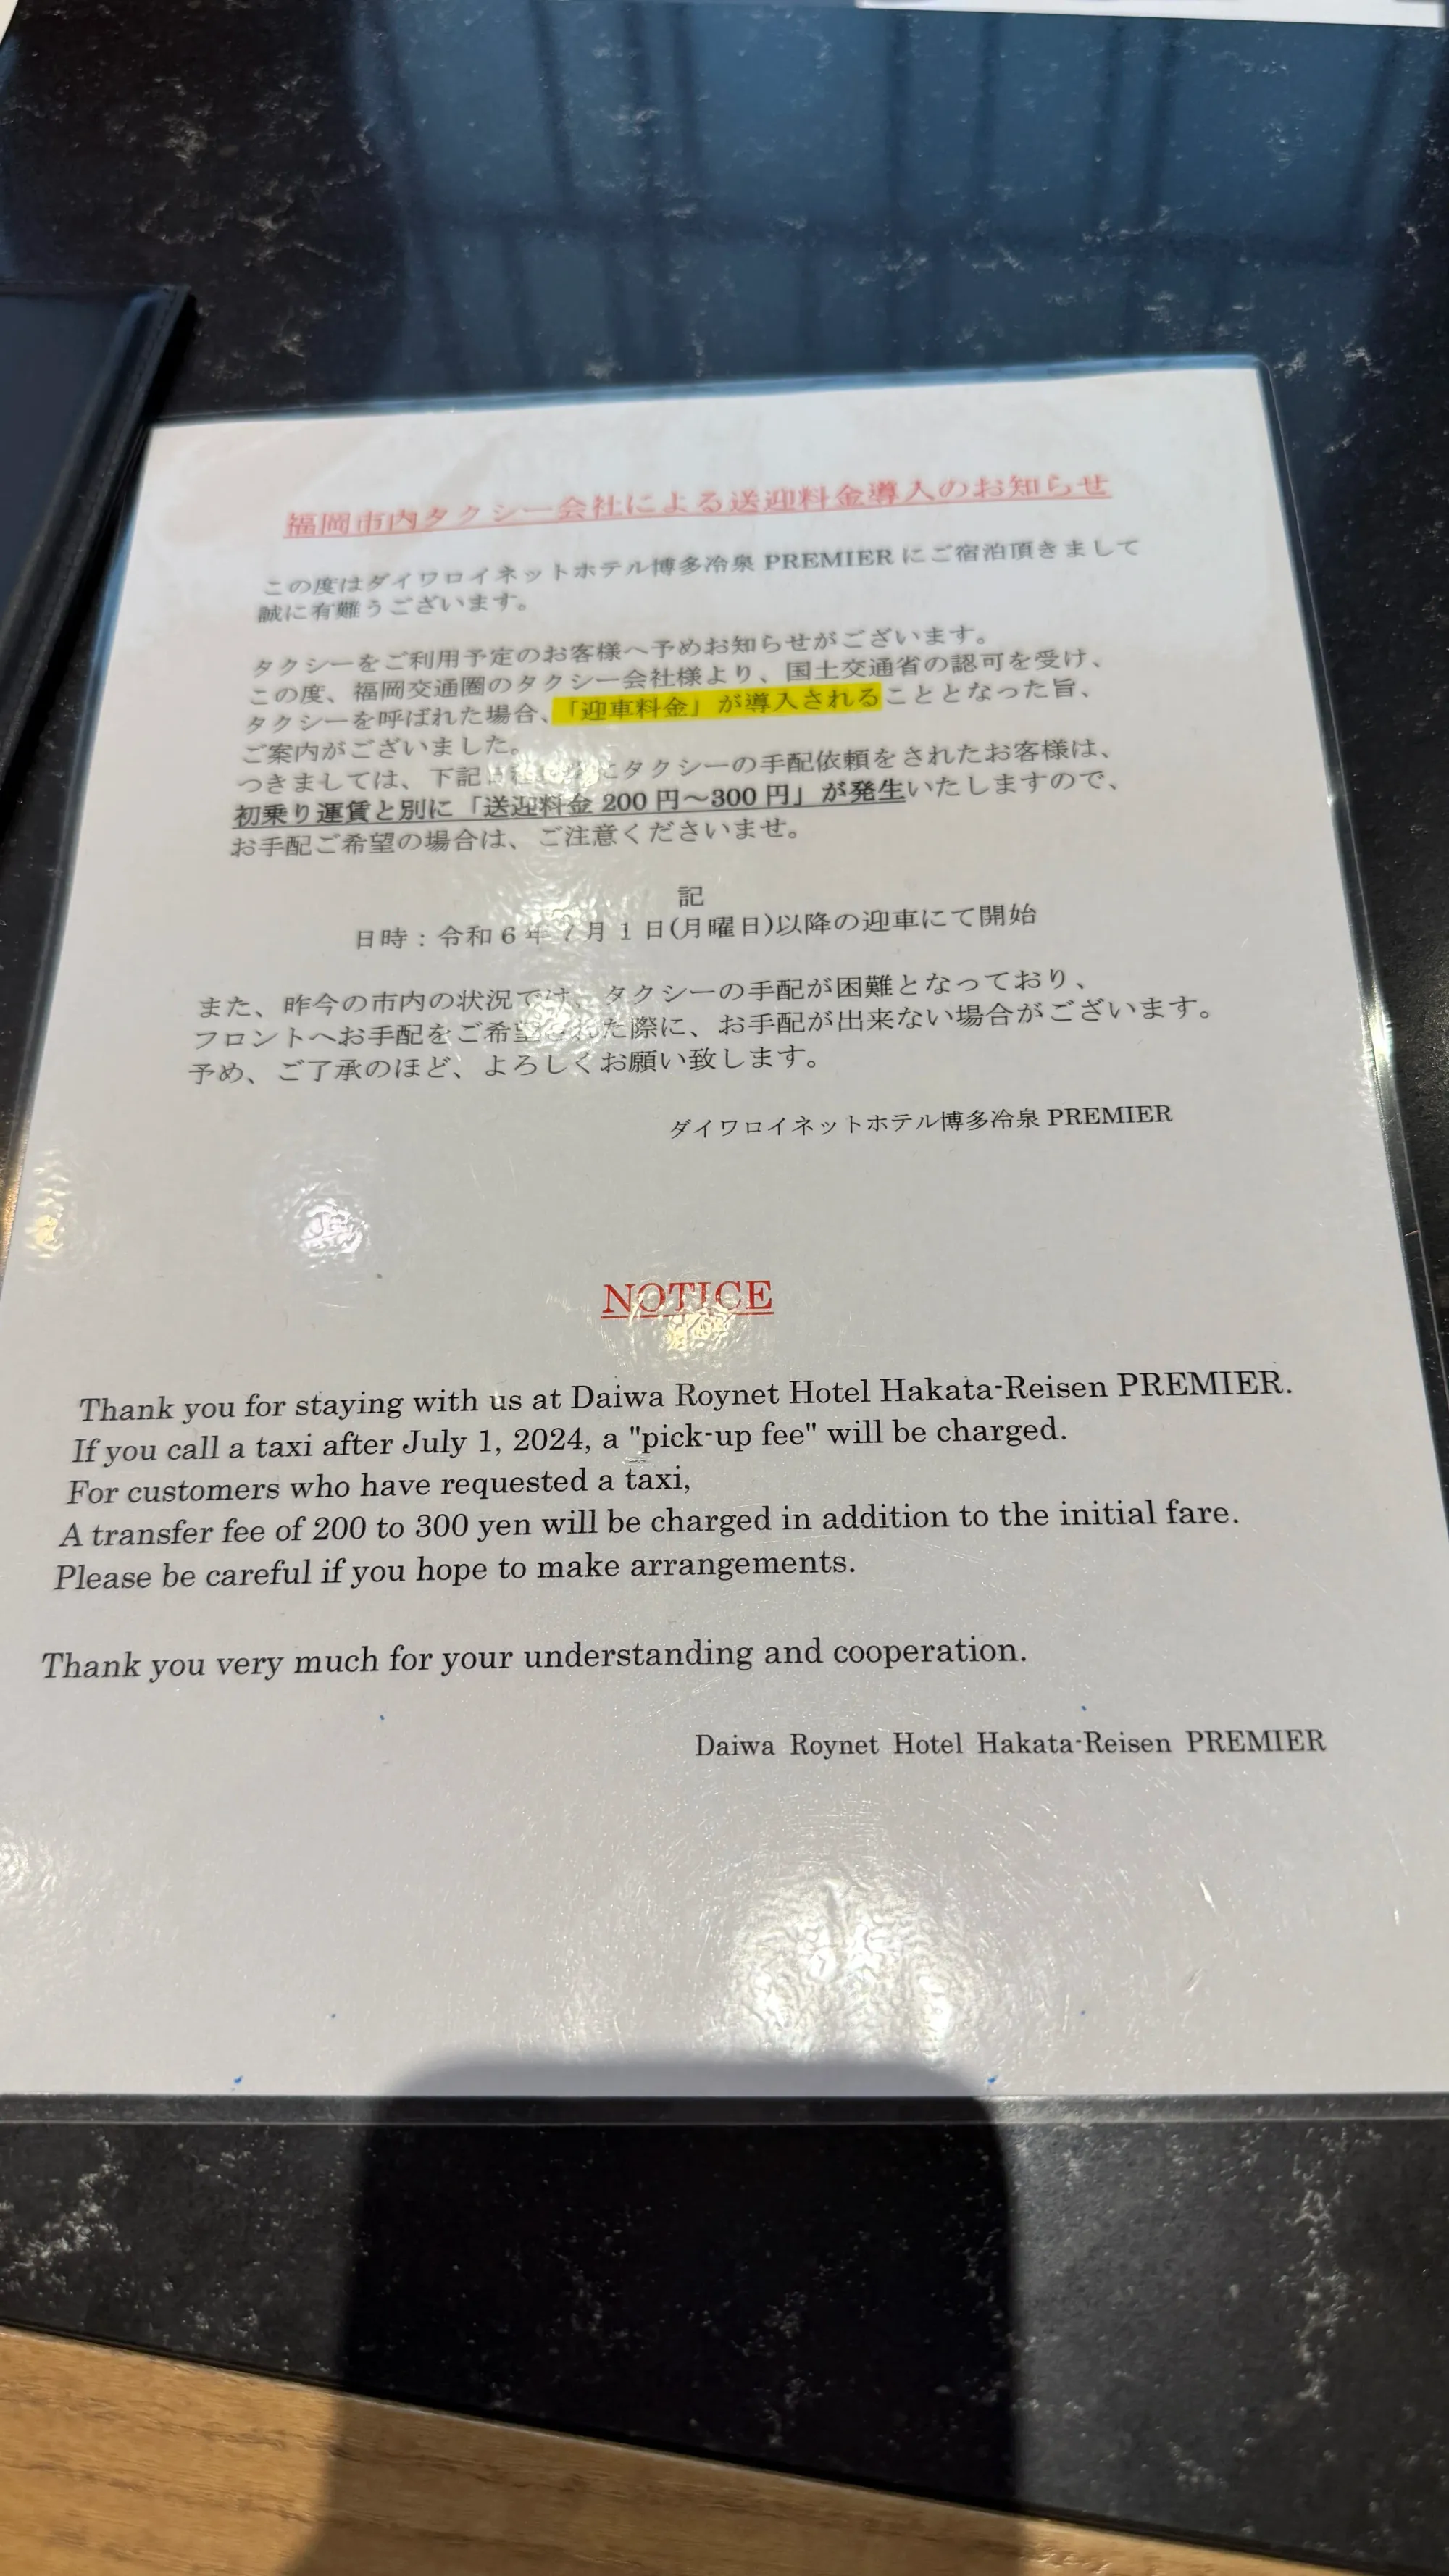 福岡市内タクシー会社による送迎料金導入のお知らせ
この度はダイワロイネットホテル博多冷泉 PREMIER にご宿泊頂きまして
誠に有難うございます。
タクシーをご利用予定のお客様へ予めお知らせがございます。
この度、福岡交通圏のタクシー会社様より、国土交通省の認可を受け、
タクシーを呼ばれた場合、「迎車料金」が導入されることとなった旨、
ご案内がございました。
つきましては、下記 にタクシーの手配依頼をされたお客様は、
初乗り運賃と別に「送迎料金 200 円～300 円」が発生いたしますので、
お手配ご希望の場合は、ご注意くださいませ。
記
日時：令和 6 年 7 月 1 日(月曜日)以降の迎車にて開始
また、昨今の市内の状況では、タクシーの手配が困難となっており、
フロントへお手配をご希望された際に、お手配が出来ない場合がございます。
予め、ご了承のほど、よろしくお願い致します。
ダイワロイネットホテル博多冷泉 PREMIER
NOTICE
Thank you for staying with us at Daiwa Roynet Hotel Hakata-Reisen PREMIER.
If you call a taxi after July 1, 2024, a "pick-up fee" will be charged.
For customers who have requested a taxi,
A transfer fee of 200 to 300 yen will be charged in addition to the initial fare.
Please be careful if you hope to make arrangements.
Thank you very much for your understanding and cooperation.
Daiwa Roynet Hotel Hakata-Reisen PREMIER